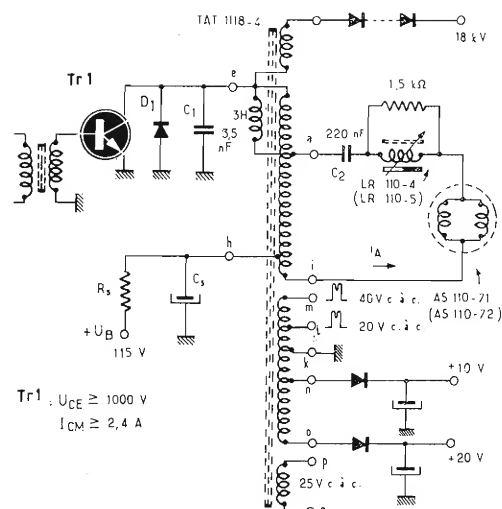 TAT 1118-4
18 kV
Tr1
e
D1
C1
3,5
nF
3H
1,5 kΩ
220 nF
a
C2
LR 110-4
(LR 110-5)
h
IA
i
Rs
Cs
m
40 V c.à c.
AS 110-71
(AS 110-72)
l
20 V c.à c.
+UB
115 V
k
n
+10 V
Tr1 : UCE ≥ 1000 V
ICM ≥ 2,4 A
o
+20 V
p
25 V c.à c.